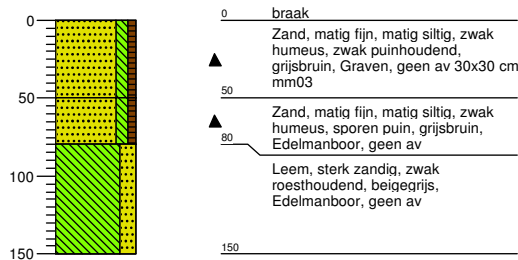 0
50
100
150
0
braak
Zand, matig fijn, matig siltig, zwak
humeus, zwak puinhoudend,
grijsbruin, Graven, geen av 30x30 cm
mm03
50
Zand, matig fijn, matig siltig, zwak
humeus, sporen puin, grijsbruin,
Edelmanboor, geen av
80
Leem, sterk zandig, zwak
roesthoudend, beigegrijs,
Edelmanboor, geen av
150